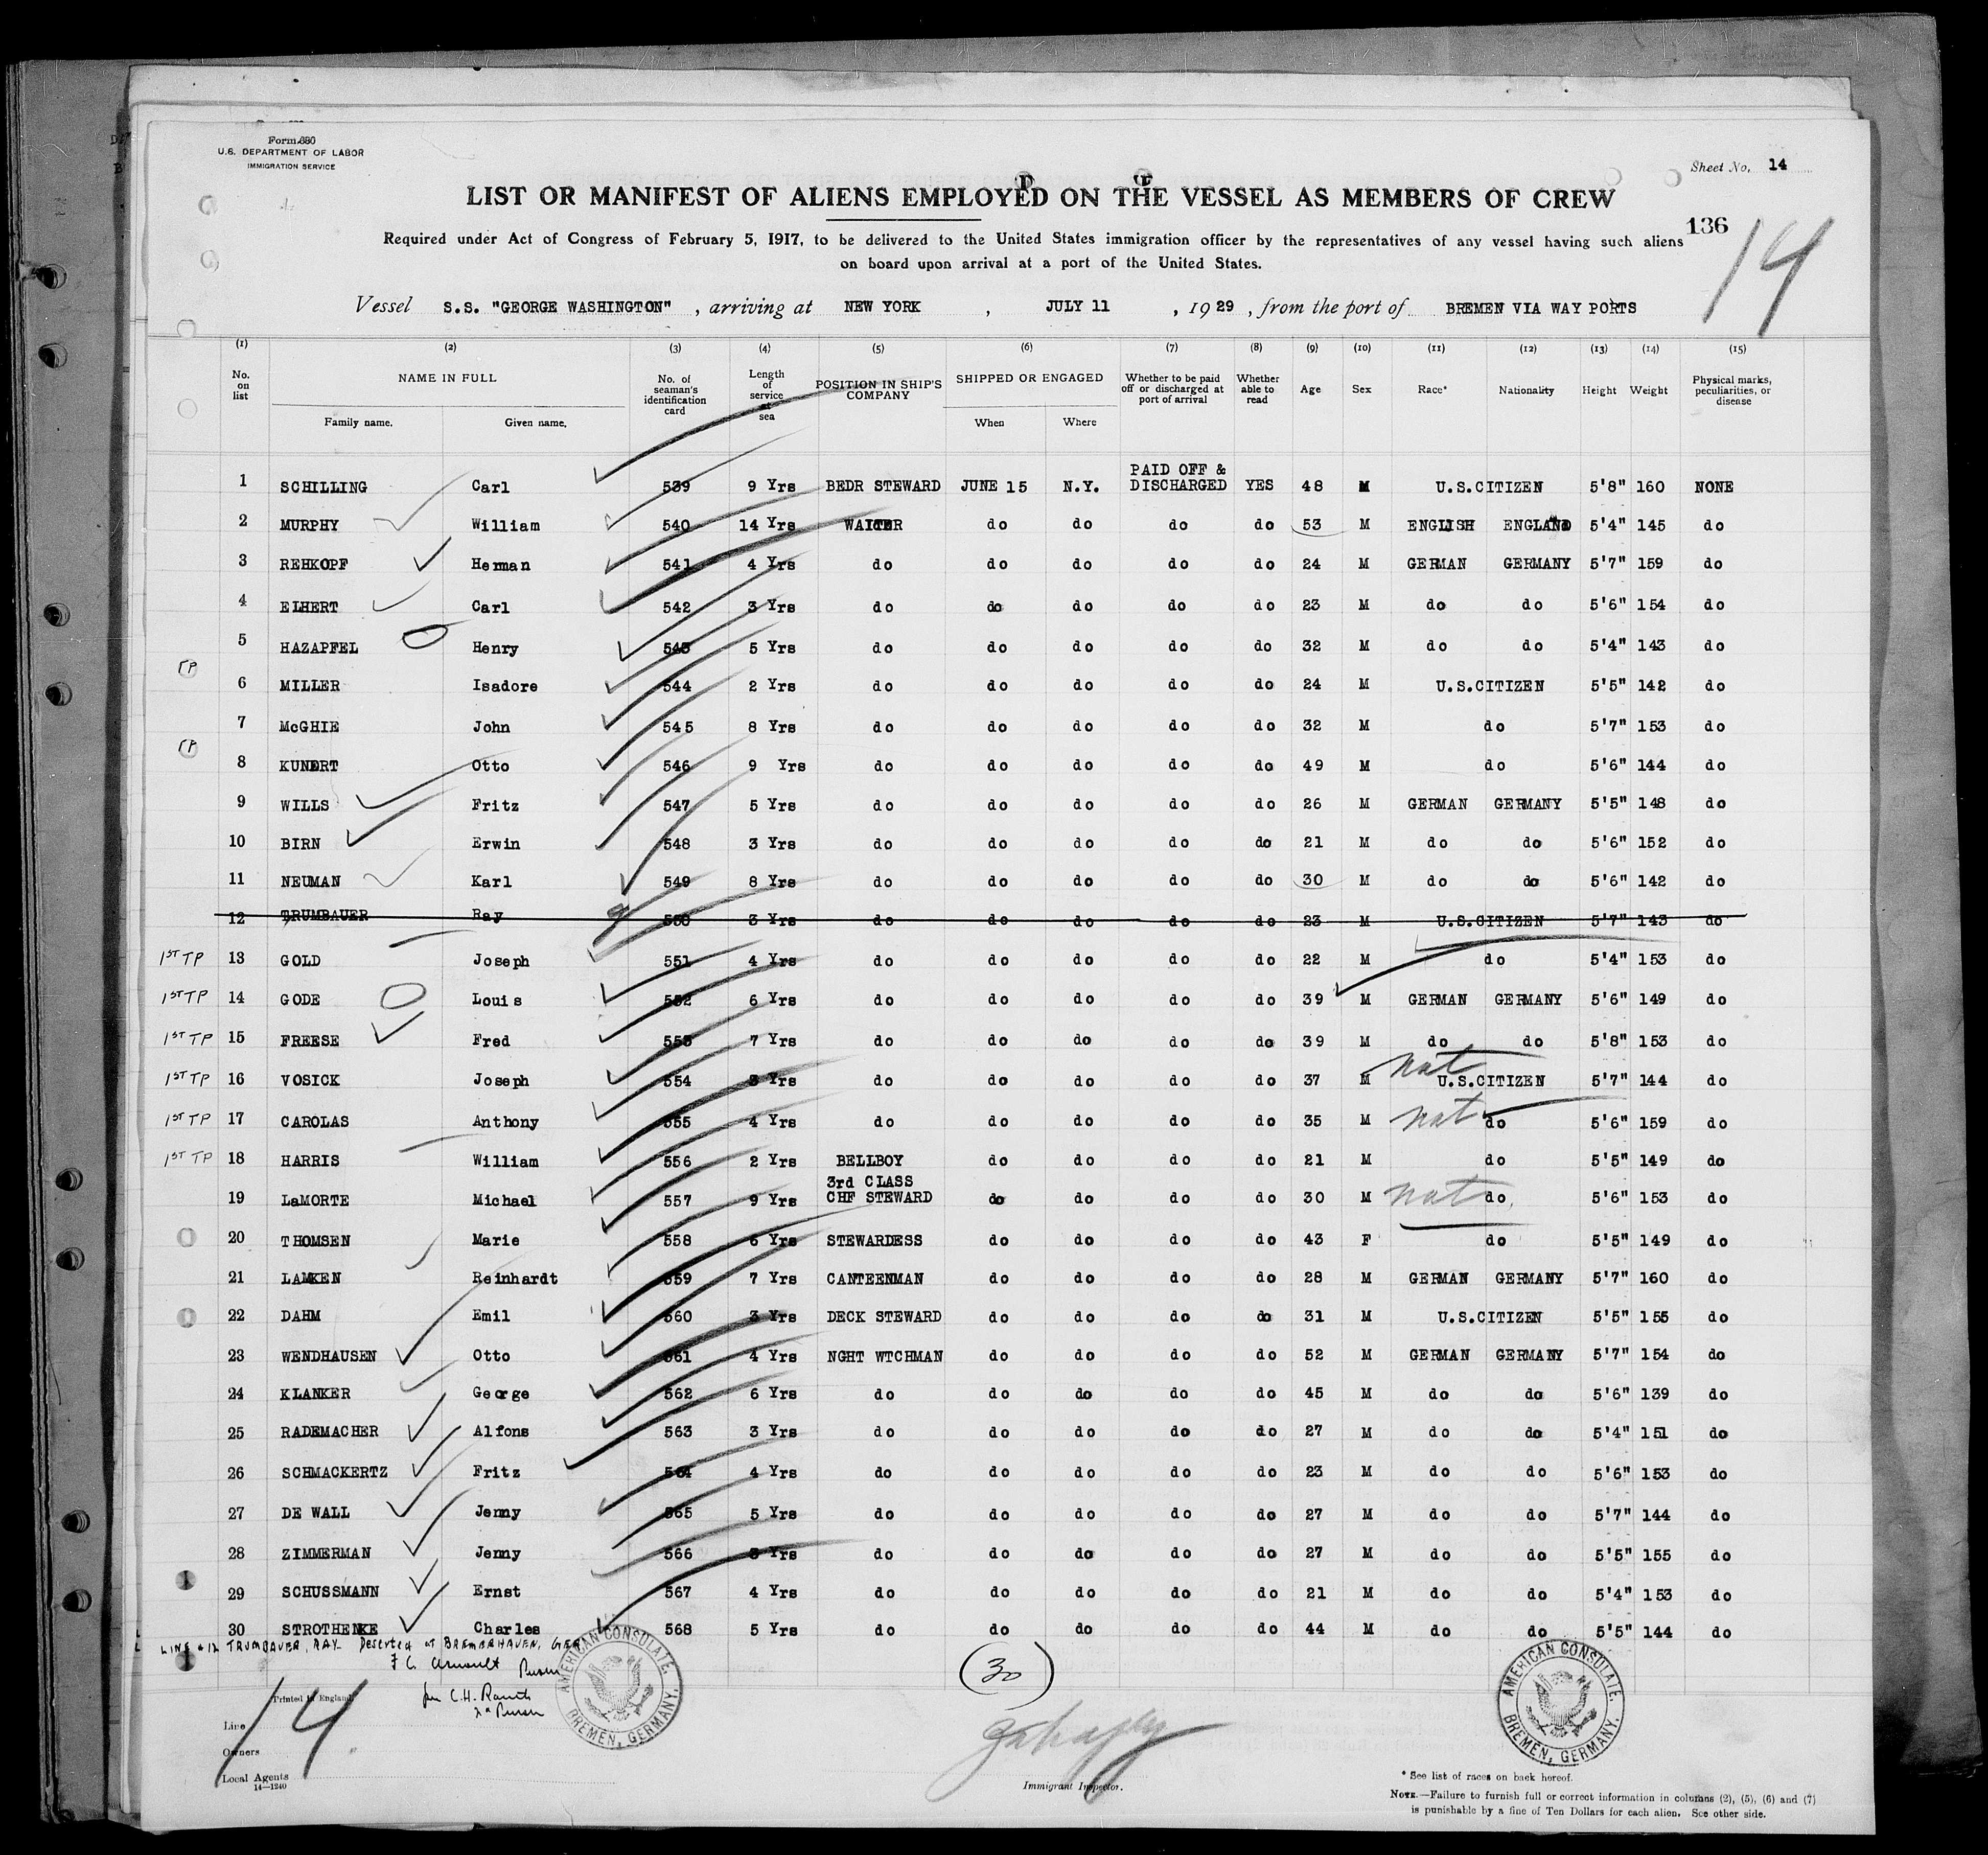 Form 680
U.S. DEPARTMENT OF LABOR
IMMIGRATION SERVICE
Sheet No. 14
LIST OR MANIFEST OF ALIENS EMPLOYED ON THE VESSEL AS MEMBERS OF CREW
136
14
Required under Act of Congress of February 5, 1917, to be delivered to the United States immigration officer by the representatives of any vessel having such aliens
on board upon arrival at a port of the United States.
Vessel S.S. "GEORGE WASHINGTON" , arriving at NEW YORK , JULY 11 , 1929 , from the port of BREMEN VIA WAY PORTS
(1) (2) (3) (4) (5) (6) (7) (8) (9) (10) (11) (12) (13) (14) (15)
No. on list NAME IN FULL Family name. Given name. No. of seaman's identification card Length of service at sea POSITION IN SHIP'S COMPANY SHIPPED OR ENGAGED When Where Whether to be paid off or discharged at port of arrival Whether able to read Age Sex Race* Nationality Height Weight Physical marks, peculiarities, or disease
1 SCHILLING Carl 539 9 Yrs BEDR STEWARD JUNE 15 N.Y. PAID OFF & DISCHARGED YES 48 M U.S.CITIZEN 5'8" 160 NONE
2 MURPHY William 540 14 Yrs WAITER do do do do 53 M ENGLISH ENGLAND 5'4" 145 do
3 REHKOPF Herman 541 4 Yrs do do do do do 24 M GERMAN GERMANY 5'7" 159 do
4 ELHERT Carl 542 3 Yrs do do do do do 23 M do do 5'6" 154 do
5 HAZAPFEL Henry 543 5 Yrs do do do do do 32 M do do 5'4" 143 do
TP
6 MILLER Isadore 544 2 Yrs do do do do do 24 M U.S.CITIZEN 5'5" 142 do
7 McGHIE John 545 8 Yrs do do do do do 32 M do 5'7" 153 do
TP
8 KUNERT Otto 546 9 Yrs do do do do do 49 M do 5'6" 144 do
9 WILLS Fritz 547 5 Yrs do do do do do 26 M GERMAN GERMANY 5'5" 148 do
10 BIRN Erwin 548 3 Yrs do do do do do 21 M do do 5'6" 152 do
11 NEUMAN Karl 549 8 Yrs do do do do do 30 M do do 5'6" 142 do
12 TRUMBAUER Ray 550 3 Yrs do do do do do 23 M U.S.CITIZEN 5'7" 143 do
1ST TP 13 GOLD Joseph 551 4 Yrs do do do do do 22 M do 5'4" 153 do
1ST TP 14 GODE Louis 552 6 Yrs do do do do do 39 M GERMAN GERMANY 5'6" 149 do
1ST TP 15 FREESE Fred 553 7 Yrs do do do do do 39 M do do 5'8" 153 do
1ST TP 16 VOSICK Joseph 554 3 Yrs do do do do do 37 M nat U.S.CITIZEN 5'7" 144 do
1ST TP 17 CAROLAS Anthony 555 4 Yrs do do do do do 35 M nat do 5'6" 159 do
1ST TP 18 HARRIS William 556 2 Yrs BELLBOY do do do do 21 M do 5'5" 149 do
19 LaMORTE Michael 557 9 Yrs 3rd CLASS CHF STEWARD do do do do 30 M nat do 5'6" 153 do
20 THOMSEN Marie 558 6 Yrs STEWARDESS do do do do 43 F do 5'5" 149 do
21 LAMKEN Reinhardt 559 7 Yrs CANTEENMAN do do do do 28 M GERMAN GERMANY 5'7" 160 do
22 DAHM Emil 560 3 Yrs DECK STEWARD do do do do 31 M U.S.CITIZEN 5'5" 155 do
23 WENDHAUSEN Otto 561 4 Yrs NGHT WTCHMAN do do do do 52 M GERMAN GERMANY 5'7" 154 do
24 KLANKER George 562 6 Yrs do do do do do 45 M do do 5'6" 139 do
25 RADEMACHER Alfons 563 3 Yrs do do do do do 27 M do do 5'4" 151 do
26 SCHMACKERTZ Fritz 564 4 Yrs do do do do do 23 M do do 5'6" 153 do
27 DE WALL Jenny 565 5 Yrs do do do do do 27 M do do 5'7" 144 do
28 ZIMMERMAN Jenny 566 3 Yrs do do do do do 27 M do do 5'5" 155 do
29 SCHUSSMANN Ernst 567 4 Yrs do do do do do 21 M do do 5'4" 153 do
30 STROTHENKE Charles 568 5 Yrs do do do do do 44 M do do 5'5" 144 do
LINE #12 TRUMBAUER, RAY Deserted at BREMERHAVEN, GER
Purser
per C.H.
Purser
AMERICAN CONSULATE, BREMEN, GERMANY.
30
AMERICAN CONSULATE, BREMEN, GERMANY.
Printed in England
14
Line
Owners
Local Agents
14—1240
Immigrant Inspector.
* See list of races on back hereof.
NOTE.—Failure to furnish full or correct information in columns (2), (5), (6) and (7)
is punishable by a fine of Ten Dollars for each alien. See other side.